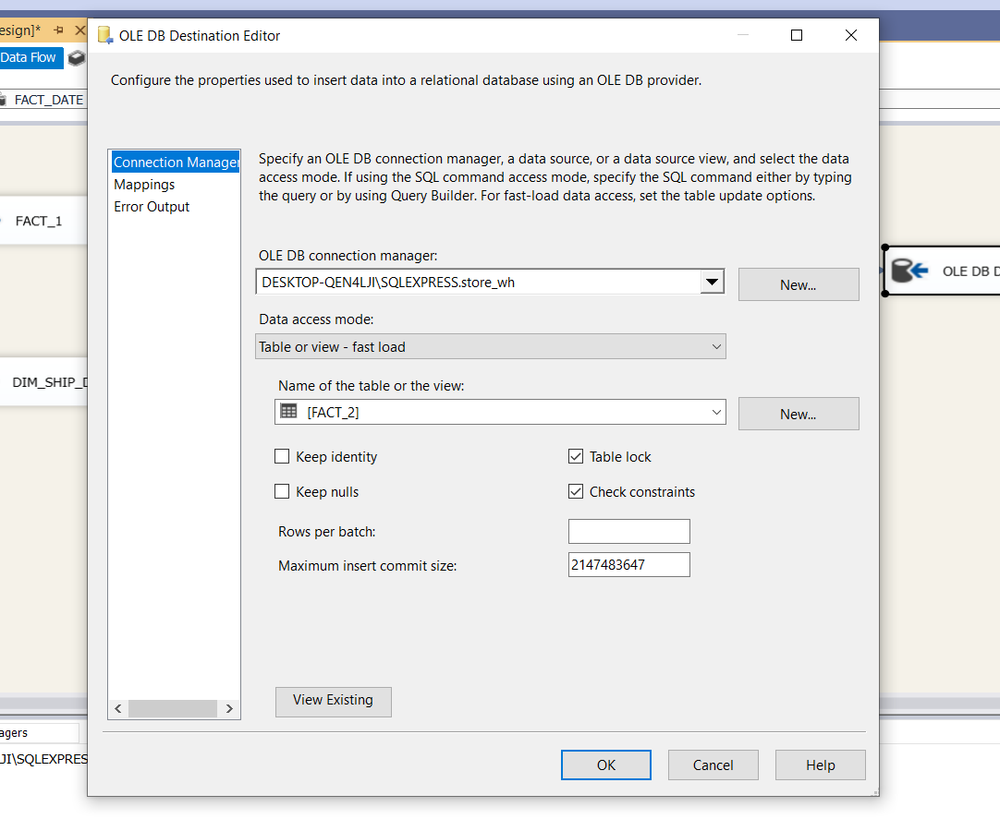 esign]*
OLE DB Destination Editor
Data Flow
Configure the properties used to insert data into a relational database using an OLE DB provider.
FACT_DATE
Connection Manager
Mappings
Error Output
Specify an OLE DB connection manager, a data source, or a data source view, and select the data
access mode. If using the SQL command access mode, specify the SQL command either by typing
the query or by using Query Builder. For fast-load data access, set the table update options.
FACT_1
OLE DB connection manager:
DESKTOP-QEN4LJI\SQLEXPRESS.store_wh
New...
OLE DB D
Data access mode:
Table or view - fast load
DIM_SHIP_D
Name of the table or the view:
[FACT_2]
New...
Keep identity
Table lock
Keep nulls
Check constraints
Rows per batch:
Maximum insert commit size:
2147483647
View Existing
agers
JI\SQLEXPRES
OK
Cancel
Help